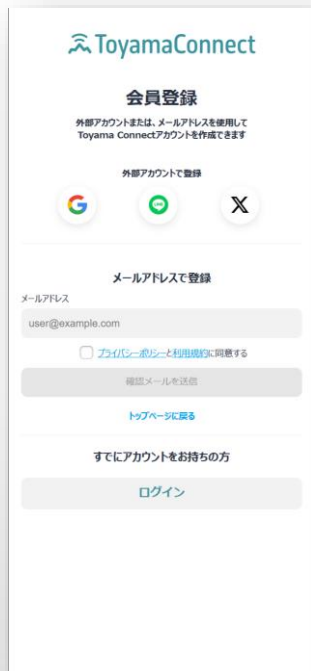 ToyamaConnect
会員登録
外部アカウントまたは、メールアドレスを使用して
Toyama Connectアカウントを作成できます
外部アカウントで登録
G
LINE
X
メールアドレスで登録
メールアドレス
user@example.com
プライバシーポリシーと利用規約に同意する
確認メールを送信
トップページに戻る
すでにアカウントをお持ちの方
ログイン